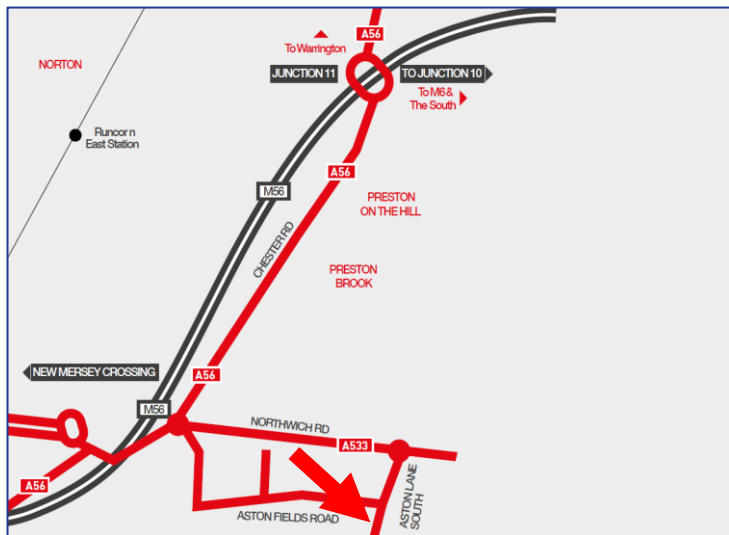 A56
To Warrington
NORTON
JUNCTION 11
TO JUNCTION 10
To M6 &
The South
Runcor n
East Station
A56
M56
PRESTON
ON THE HILL
CHESTER RD
PRESTON
BROOK
NEW MERSEY CROSSING
A56
M56
NORTHWICH RD
A533
A56
ASTON FIELDS ROAD
ASTON LANE
SOUTH